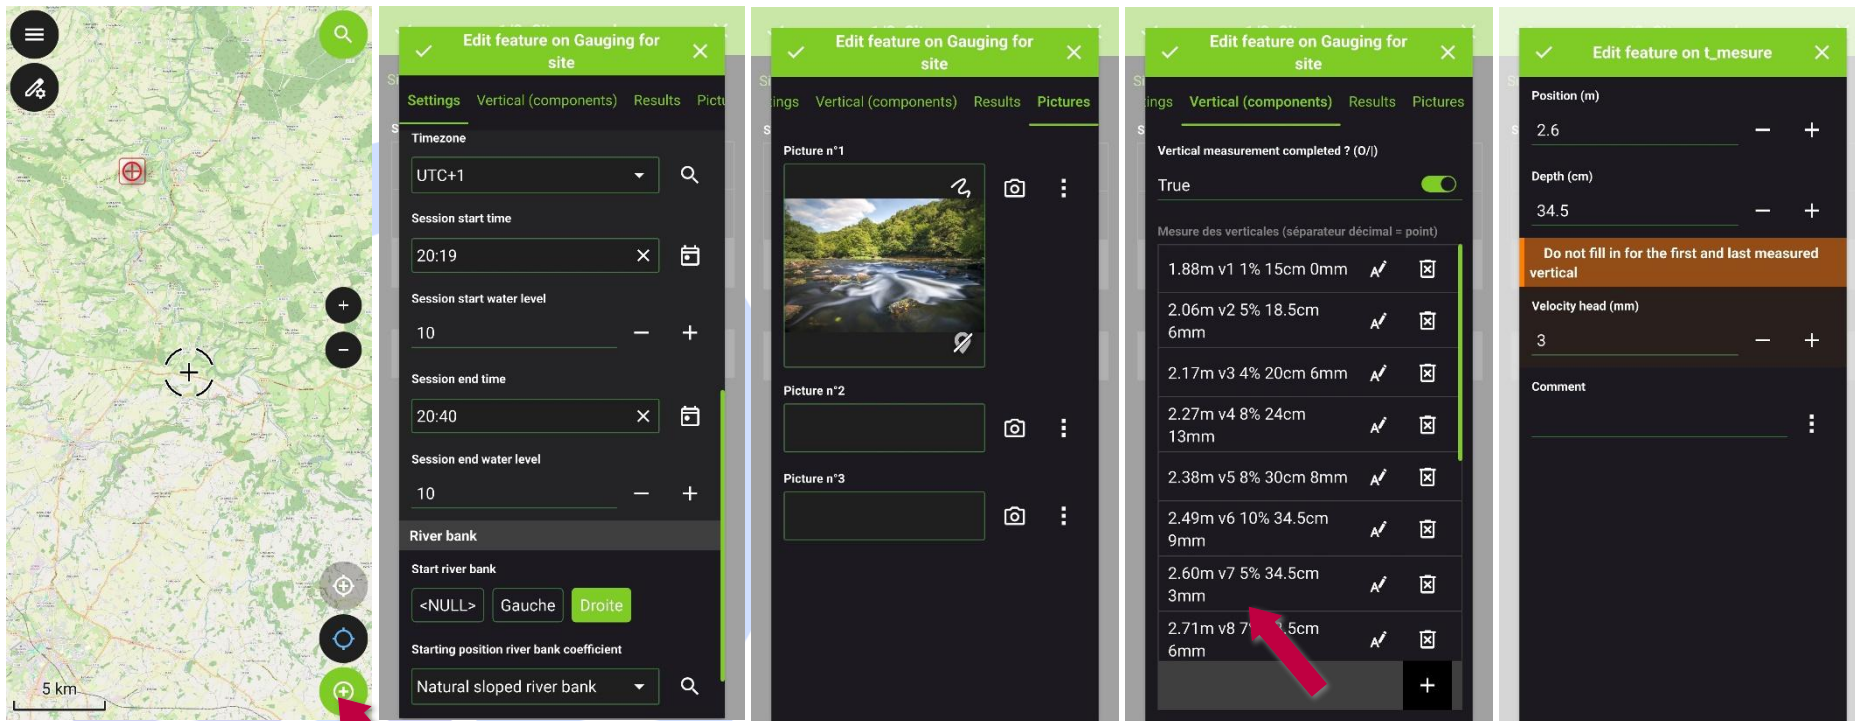 5 km
Edit feature on Gauging for
site
Settings Vertical (components) Results Pictu
Timezone
UTC+1
Session start time
20:19
Session start water level
10
Session end time
20:40
Session end water level
10
River bank
Start river bank
<NULL> Gauche Droite
Starting position river bank coefficient
Natural sloped river bank
Edit feature on Gauging for
site
ings Vertical (components) Results Pictures
Picture n°1
Picture n°2
Picture n°3
Edit feature on Gauging for
site
ings Vertical (components) Results Pictures
Vertical measurement completed ? (O/|)
True
Mesure des verticales (séparateur décimal = point)
1.88m v1 1% 15cm 0mm
2.06m v2 5% 18.5cm
6mm
2.17m v3 4% 20cm 6mm
2.27m v4 8% 24cm
13mm
2.38m v5 8% 30cm 8mm
2.49m v6 10% 34.5cm
9mm
2.60m v7 5% 34.5cm
3mm
2.71m v8 .5cm
6mm
Edit feature on t_mesure
Position (m)
2.6
Depth (cm)
34.5
Do not fill in for the first and last measured
vertical
Velocity head (mm)
3
Comment